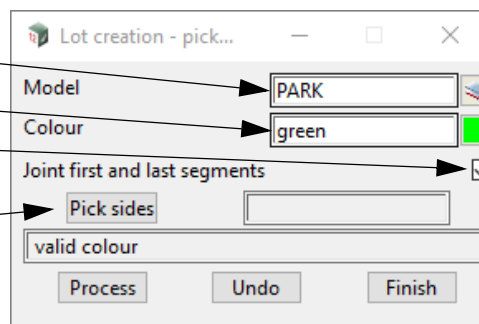 Lot creation - pick...
Model PARK
Colour green
Joint first and last segments
Pick sides
valid colour
Process Undo Finish